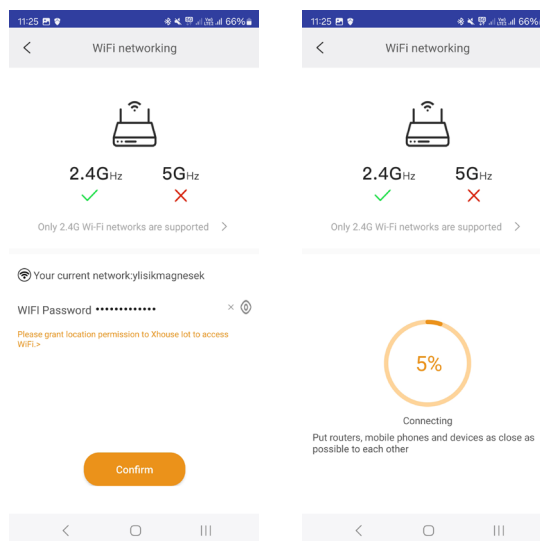 11:25
66%
WiFi networking
2.4GHz
5GHz
Only 2.4G Wi-Fi networks are supported >
Your current network:ylisikmagnesek
WIFI Password •••••••••••••
×
Please grant location permission to Xhouse lot to access
WiFi.>
Confirm
11:25
66%
WiFi networking
2.4GHz
5GHz
Only 2.4G Wi-Fi networks are supported >
5%
Connecting
Put routers, mobile phones and devices as close as
possible to each other